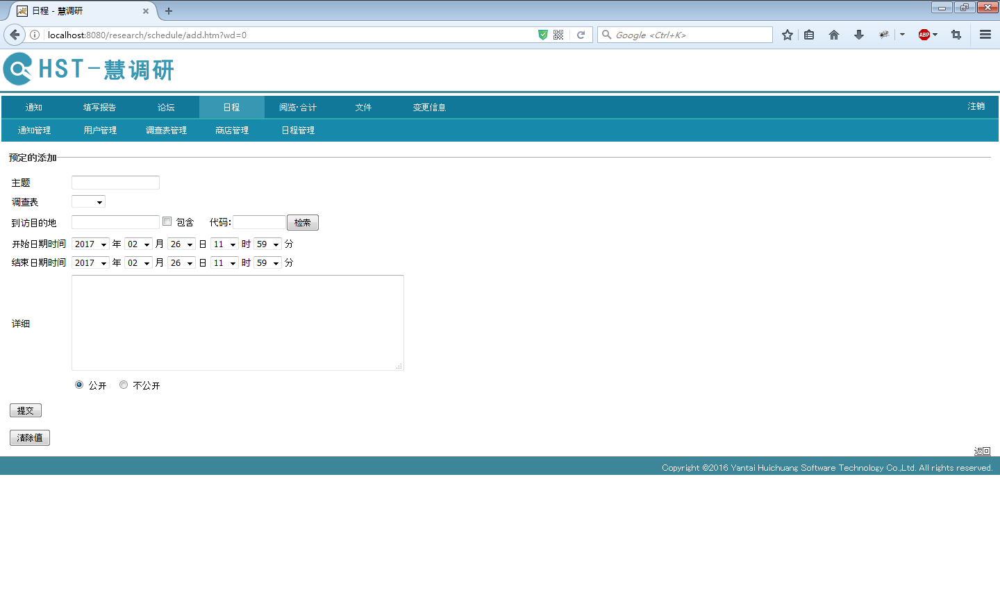 日程 - 慧调研
localhost:8080/research/schedule/add.htm?wd=0
Google <Ctrl+K>
ABP
HST-慧调研
通知 填写报告 论坛 日程 阅览·合计 文件 变更信息 注销
通知管理 用户管理 调查表管理 商店管理 日程管理
预定的添加
主题
调查表
到访目的地 包含 代码: 检索
开始日期时间 2017 年 02 月 26 日 11 时 59 分
结束日期时间 2017 年 02 月 26 日 11 时 59 分
详细
公开 不公开
提交
清除值
返回
Copyright ©2016 Yantai Huichuang Software Technology Co.,Ltd. All rights reserved.